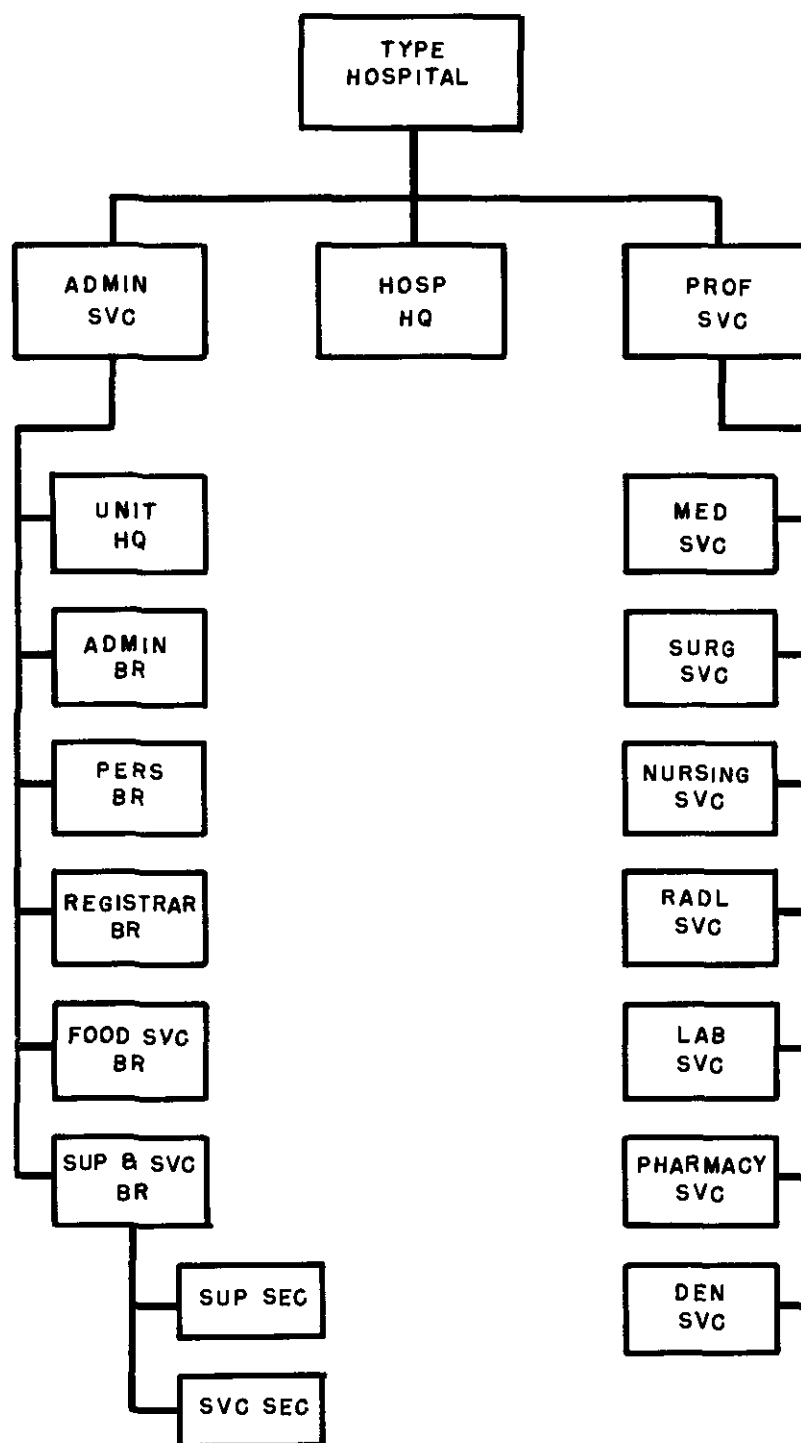 TYPE
HOSPITAL
ADMIN
SVC
HOSP
HQ
PROF
SVC
UNIT
HQ
ADMIN
BR
PERS
BR
REGISTRAR
BR
FOOD SVC
BR
SUP & SVC
BR
SUP SEC
SVC SEC
MED
SVC
SURG
SVC
NURSING
SVC
RADL
SVC
LAB
SVC
PHARMACY
SVC
DEN
SVC